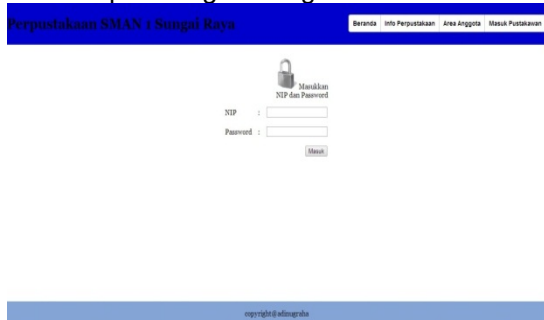 Perpustakaan SMAN 1 Sungai Raya
Beranda Info Perpustakaan Area Anggota Masuk Pustakawan
Masukkan
NIP dan Password
NIP :
Password :
Masuk
copyright@adinugraha